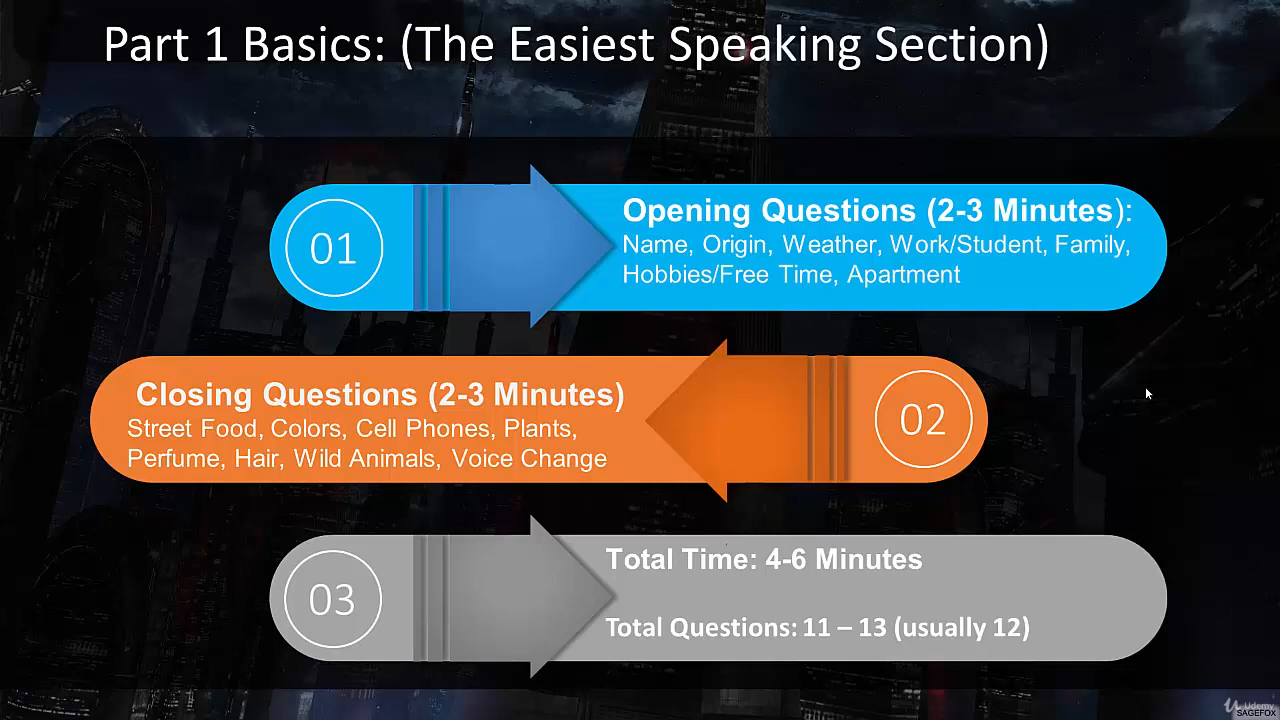 Part 1 Basics: (The Easiest Speaking Section)
01
Opening Questions (2-3 Minutes):
Name, Origin, Weather, Work/Student, Family,
Hobbies/Free Time, Apartment
Closing Questions (2-3 Minutes)
Street Food, Colors, Cell Phones, Plants,
Perfume, Hair, Wild Animals, Voice Change
02
03
Total Time: 4-6 Minutes
Total Questions: 11 – 13 (usually 12)
Udemy
SAGEFOX